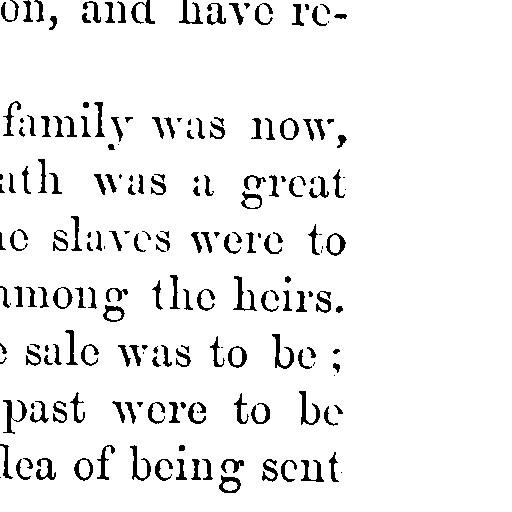 on, and have re-
family was now,
ath was a great
e slaves were to
among the heirs.
e sale was to be ;
past were to be
dea of being sent